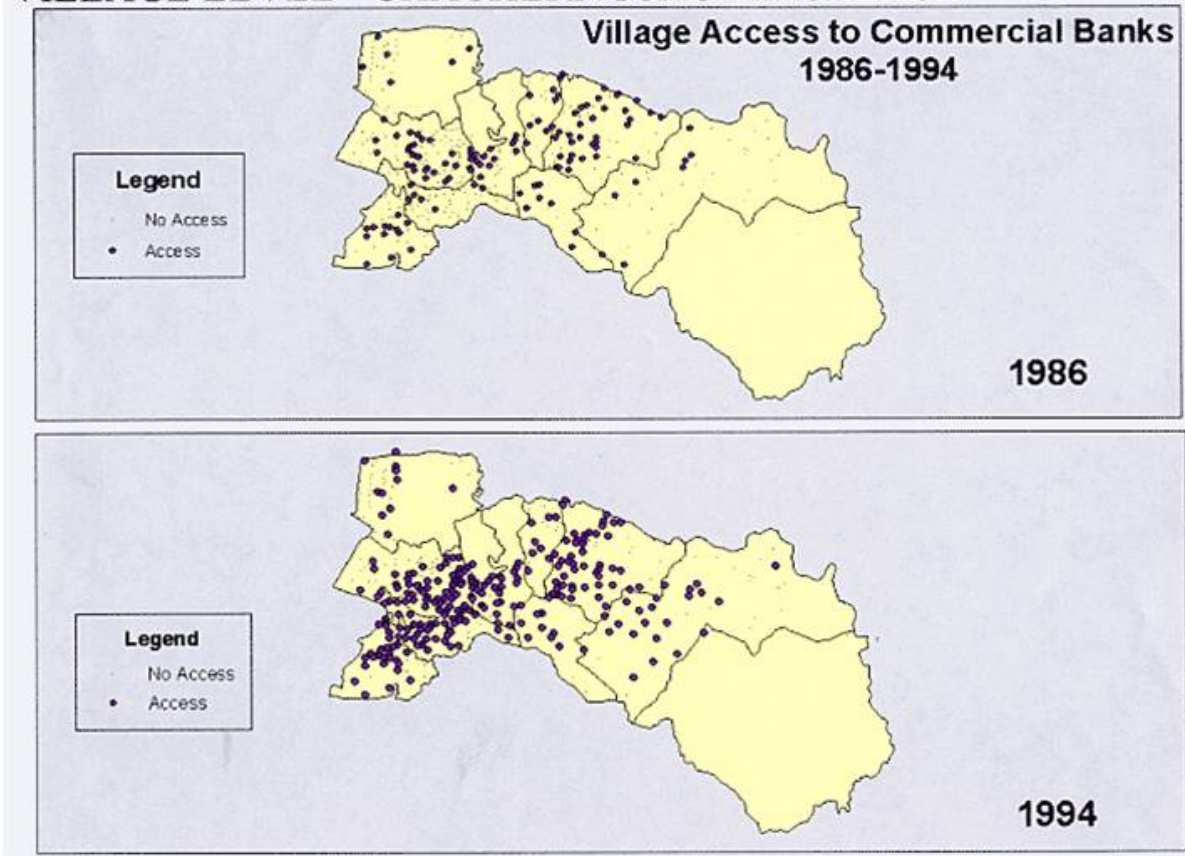 Village Access to Commercial Banks
1986-1994
Legend
No Access
Access
1986
Legend
No Access
Access
1994